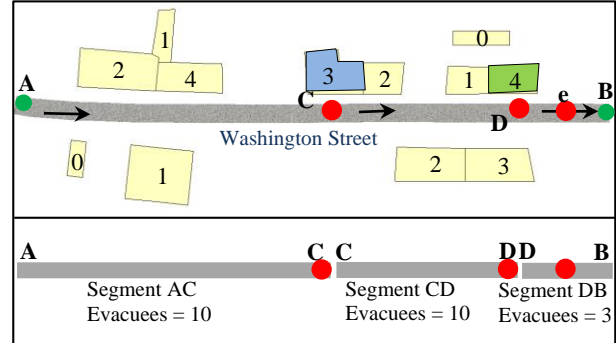 0
1
2
4
3
2
1
4
A
C
D
e
B
Washington Street
0
1
2
3
A
C
C
D
D
B
Segment AC
Segment CD
Segment DB
Evacuees = 10
Evacuees = 10
Evacuees = 3